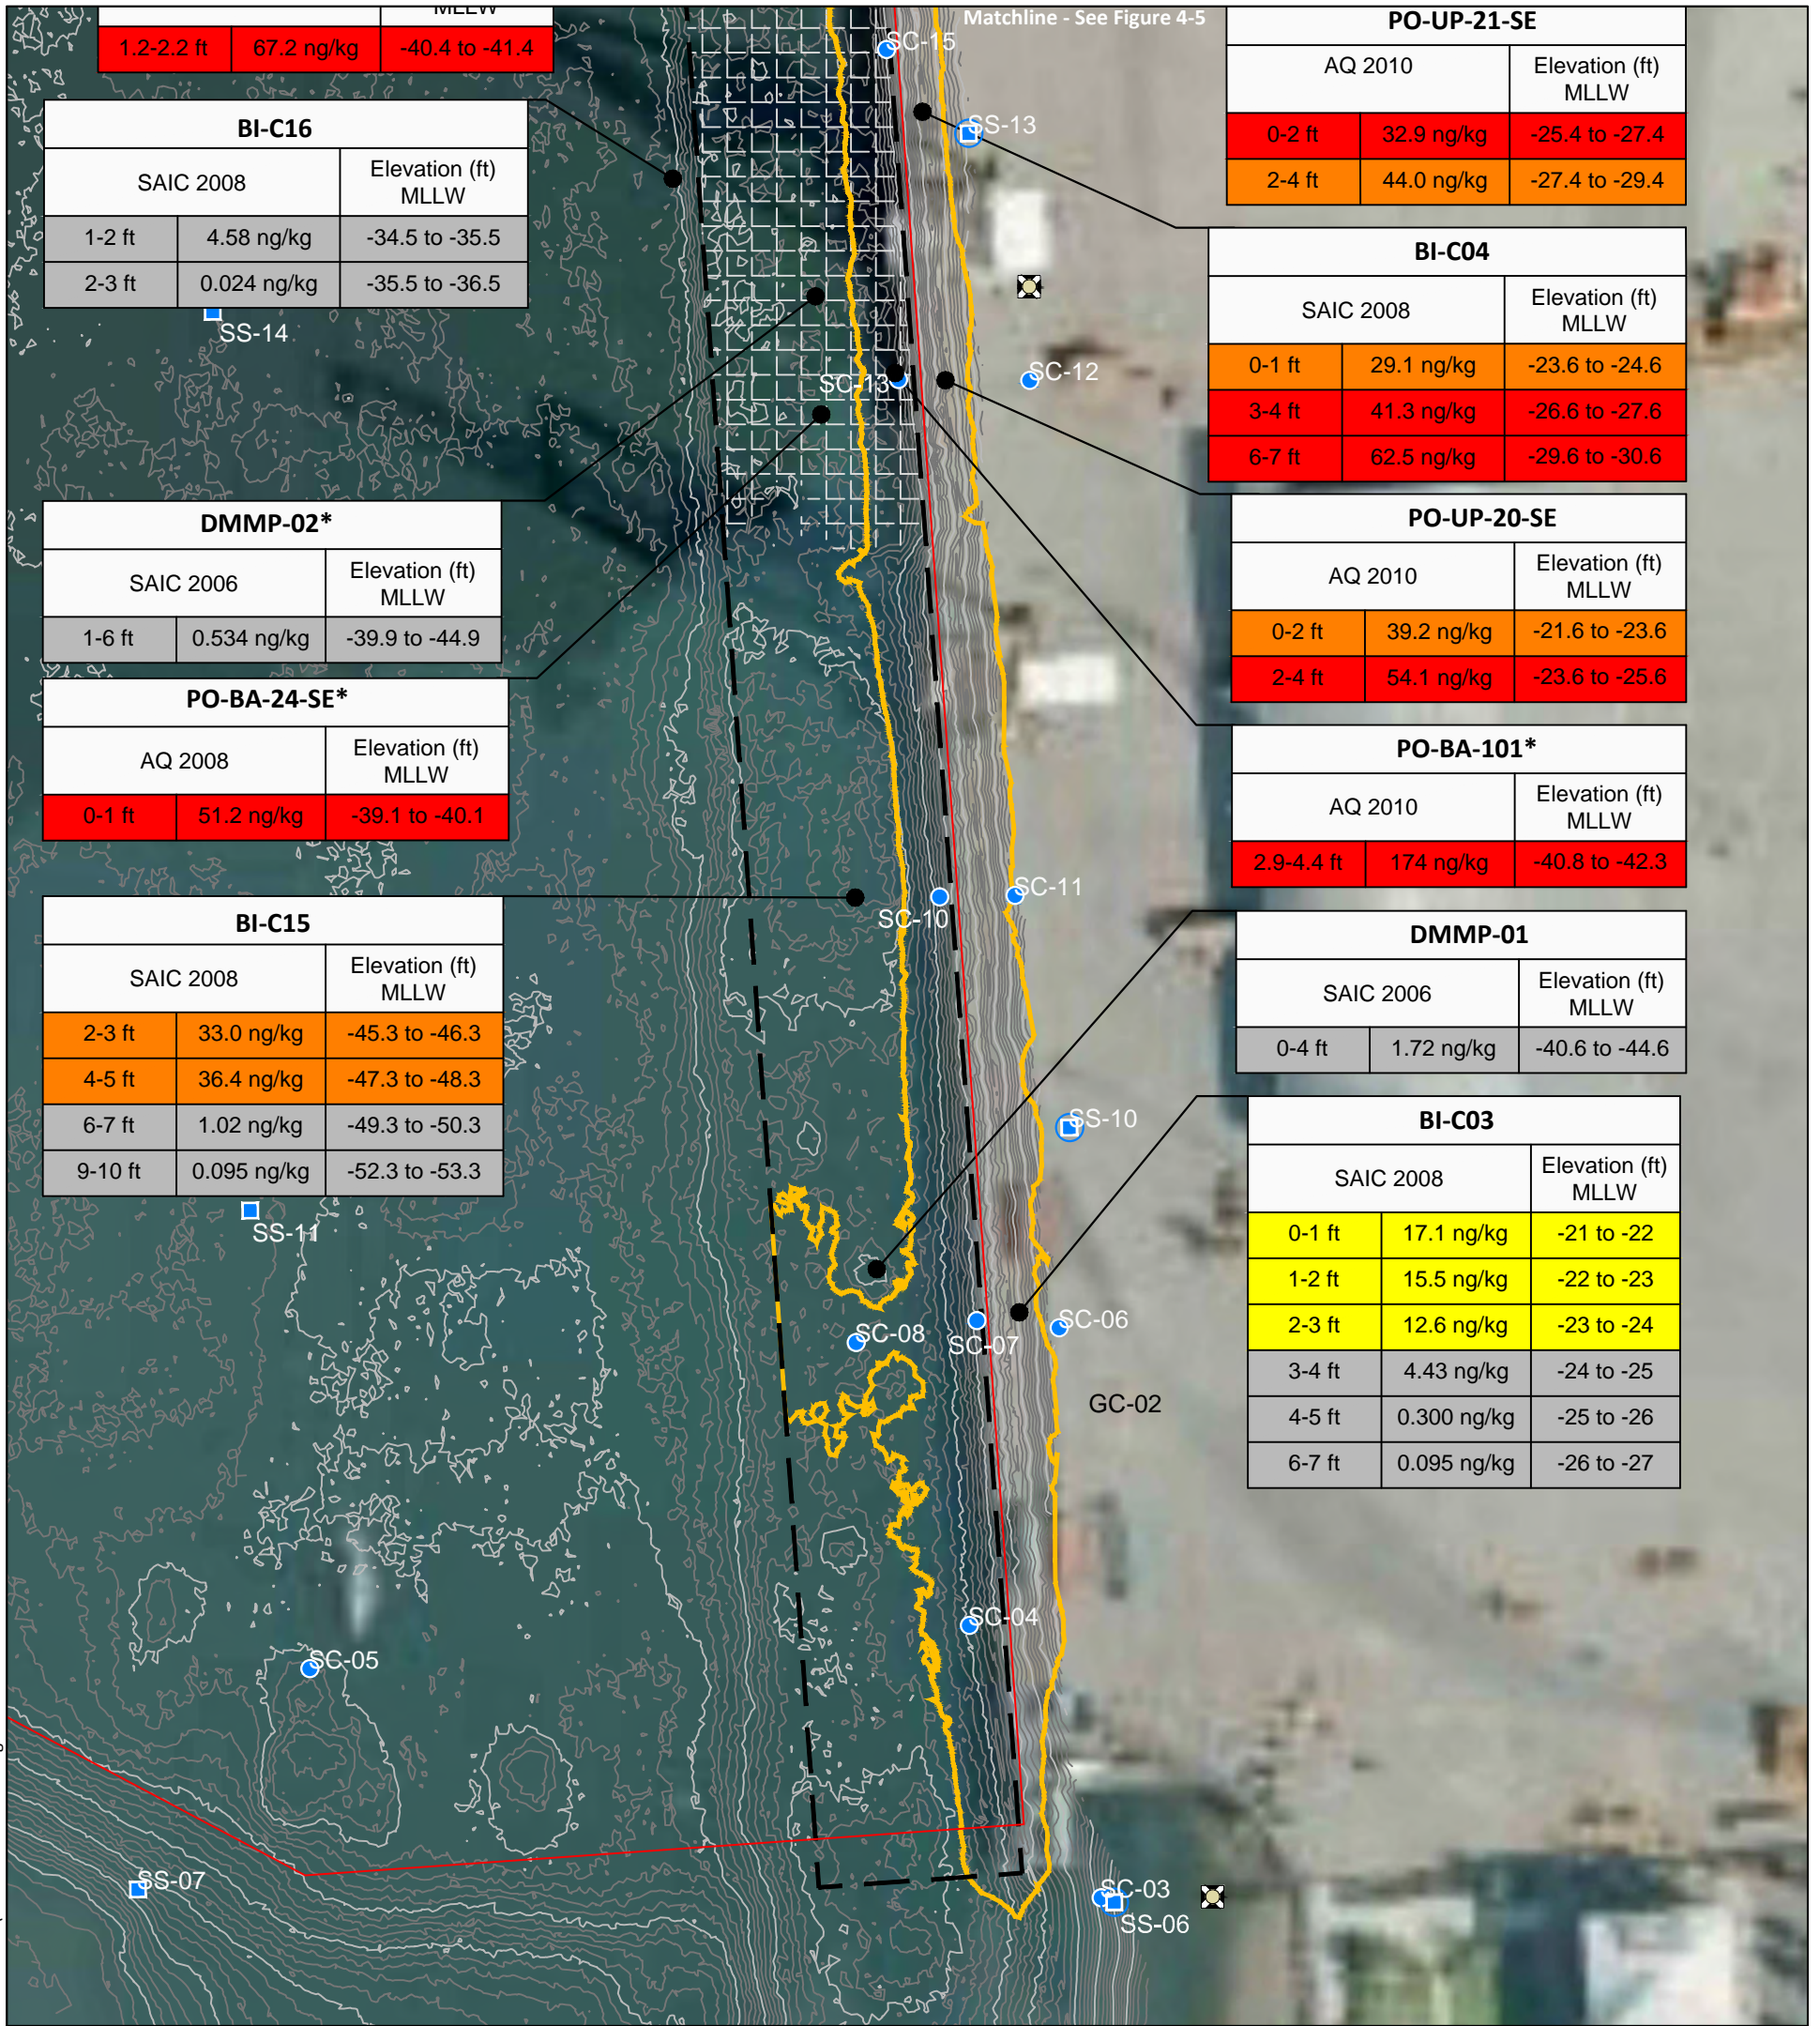 Matchline - See Figure 4-5
MLLW
1.2-2.2 ft 67.2 ng/kg -40.4 to -41.4
BI-C16
SAIC 2008 Elevation (ft) MLLW
1-2 ft 4.58 ng/kg -34.5 to -35.5
2-3 ft 0.024 ng/kg -35.5 to -36.5
SS-14
DMMP-02*
SAIC 2006 Elevation (ft) MLLW
1-6 ft 0.534 ng/kg -39.9 to -44.9
PO-BA-24-SE*
AQ 2008 Elevation (ft) MLLW
0-1 ft 51.2 ng/kg -39.1 to -40.1
BI-C15
SAIC 2008 Elevation (ft) MLLW
2-3 ft 33.0 ng/kg -45.3 to -46.3
4-5 ft 36.4 ng/kg -47.3 to -48.3
6-7 ft 1.02 ng/kg -49.3 to -50.3
9-10 ft 0.095 ng/kg -52.3 to -53.3
SS-11
SC-05
SS-07
SC-15
SS-13
SC-13
SC-12
SC-10
SC-11
SS-10
SC-08
SC-07
SC-06
GC-02
SC-04
SC-03
SS-06
PO-UP-21-SE
AQ 2010 Elevation (ft) MLLW
0-2 ft 32.9 ng/kg -25.4 to -27.4
2-4 ft 44.0 ng/kg -27.4 to -29.4
BI-C04
SAIC 2008 Elevation (ft) MLLW
0-1 ft 29.1 ng/kg -23.6 to -24.6
3-4 ft 41.3 ng/kg -26.6 to -27.6
6-7 ft 62.5 ng/kg -29.6 to -30.6
PO-UP-20-SE
AQ 2010 Elevation (ft) MLLW
0-2 ft 39.2 ng/kg -21.6 to -23.6
2-4 ft 54.1 ng/kg -23.6 to -25.6
PO-BA-101*
AQ 2010 Elevation (ft) MLLW
2.9-4.4 ft 174 ng/kg -40.8 to -42.3
DMMP-01
SAIC 2006 Elevation (ft) MLLW
0-4 ft 1.72 ng/kg -40.6 to -44.6
BI-C03
SAIC 2008 Elevation (ft) MLLW
0-1 ft 17.1 ng/kg -21 to -22
1-2 ft 15.5 ng/kg -22 to -23
2-3 ft 12.6 ng/kg -23 to -24
3-4 ft 4.43 ng/kg -24 to -25
4-5 ft 0.300 ng/kg -25 to -26
6-7 ft 0.095 ng/kg -26 to -27